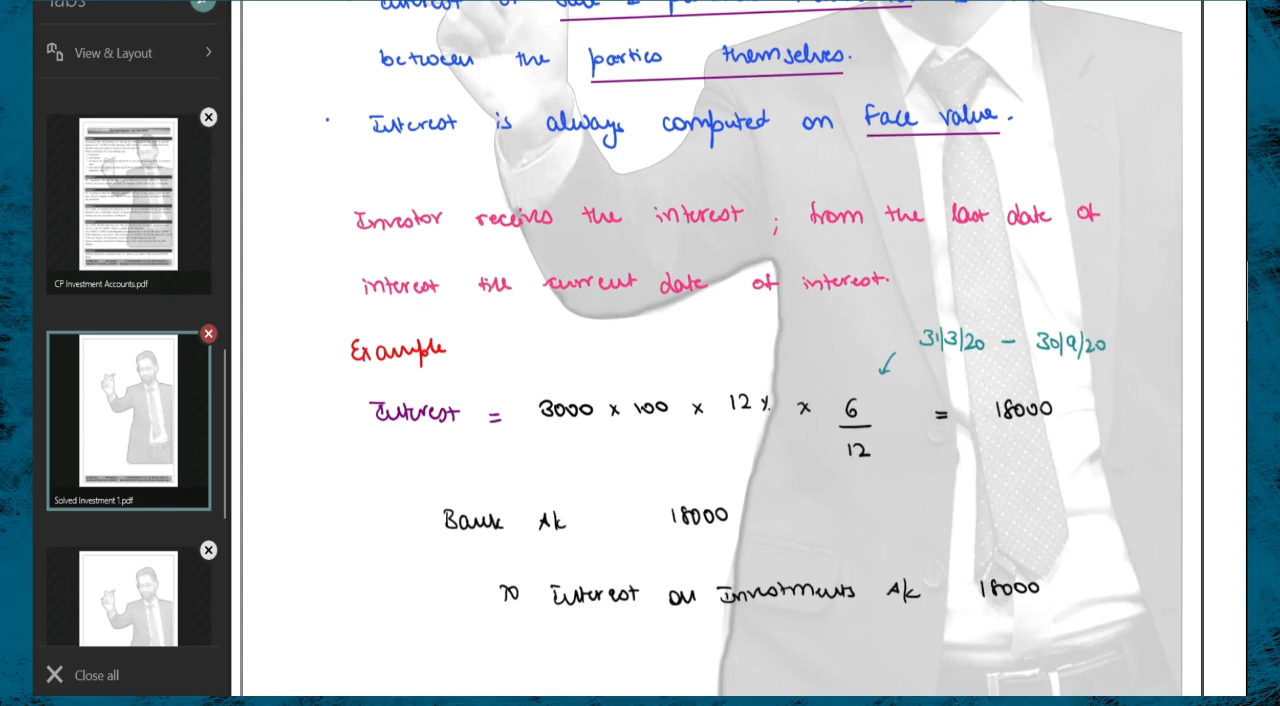 Tabs
View & Layout
CP Investment Accounts.pdf
Solved Investment 1.pdf
Close all
between the parties themselves.
· Interest is always computed on Face value.
Investor receives the interest ; from the last date of
interest till current date of interest.
Example
31/3/20 - 30/9/20
Interest = 3000 x 100 x 12% x 6/12 = 18000
Bank A/c 18000
To Interest on Investments A/c 18000